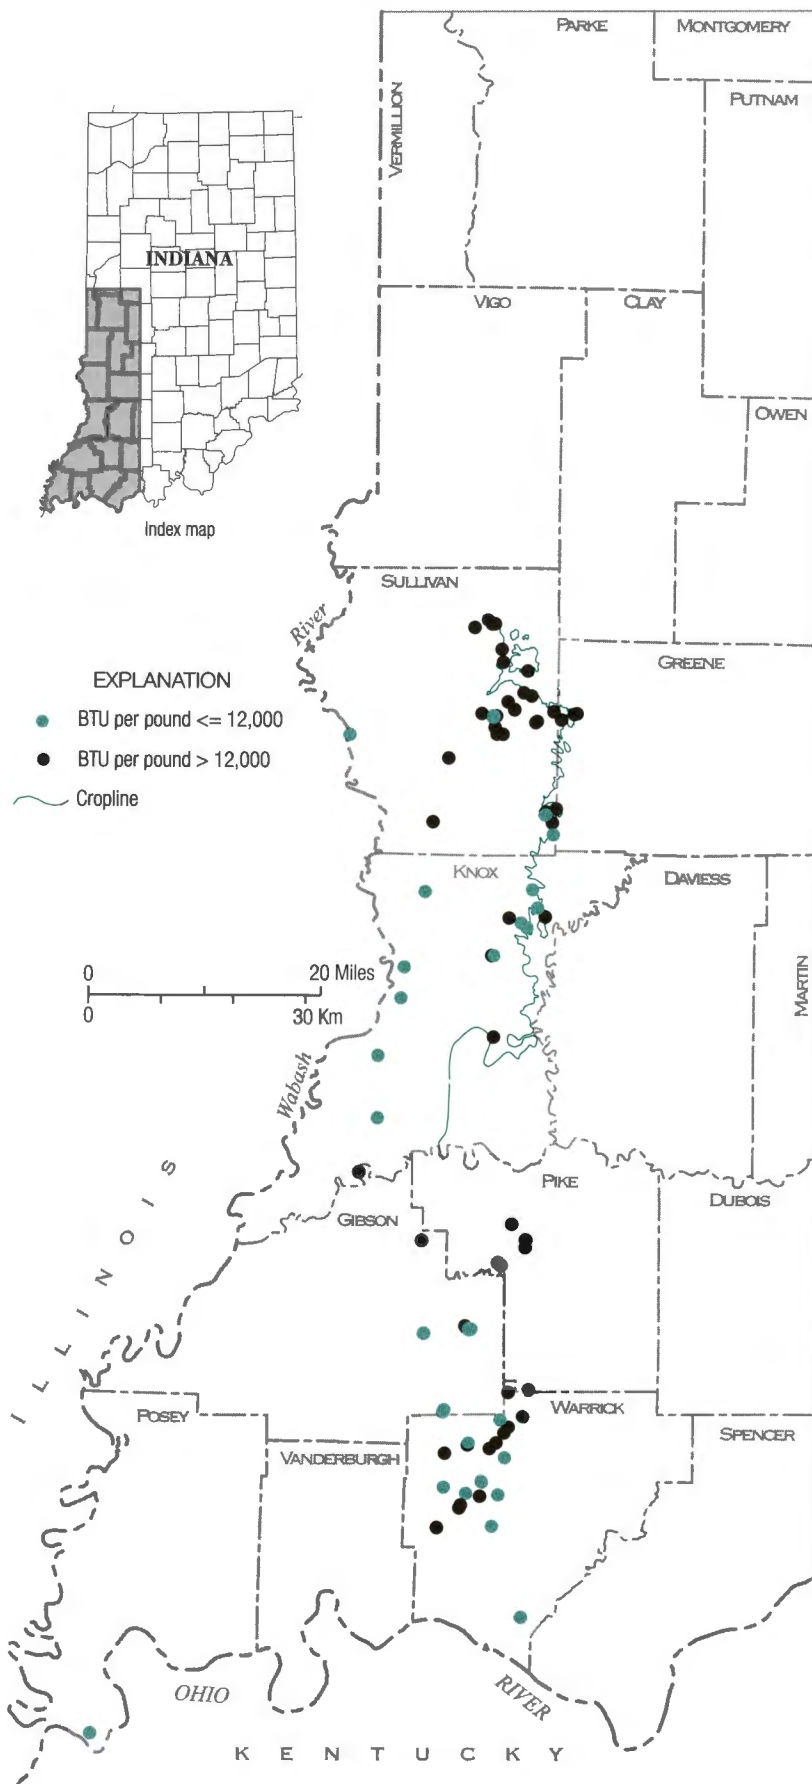 PARKE
MONTGOMERY
PUTNAM
VERMILLION
INDIANA
VIGO
CLAY
OWEN
Index map
SULLIVAN
River
GREENE
EXPLANATION
BTU per pound <= 12,000
BTU per pound > 12,000
Cropline
KNOX
DAVIESS
MARTIN
0 20 Miles
0 30 Km
Wabash
ILLINOIS
PIKE
DUBOIS
GIBSON
POSEY
WARRICK
SPENCER
VANDERBURGH
OHIO
RIVER
KENTUCKY